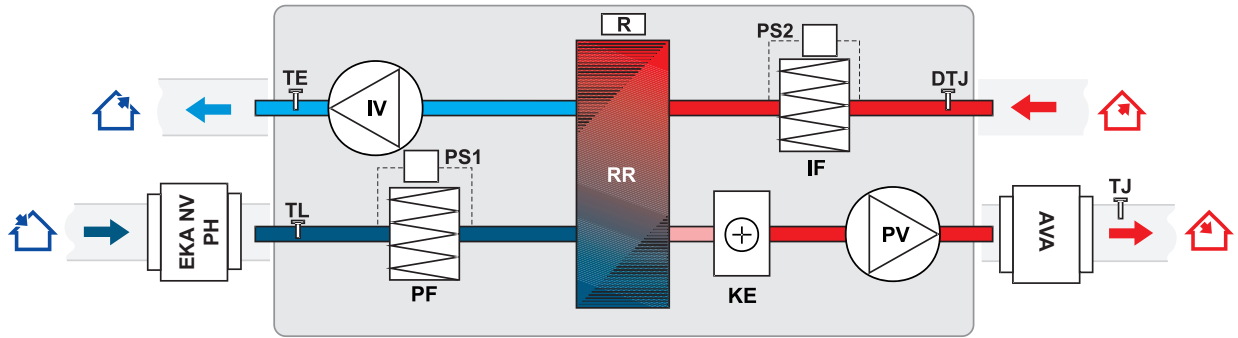 R
PS2
TE
DTJ
IV
PS1
IF
RR
EKA NV
PH
TL
PF
KE
PV
AVA
TJ